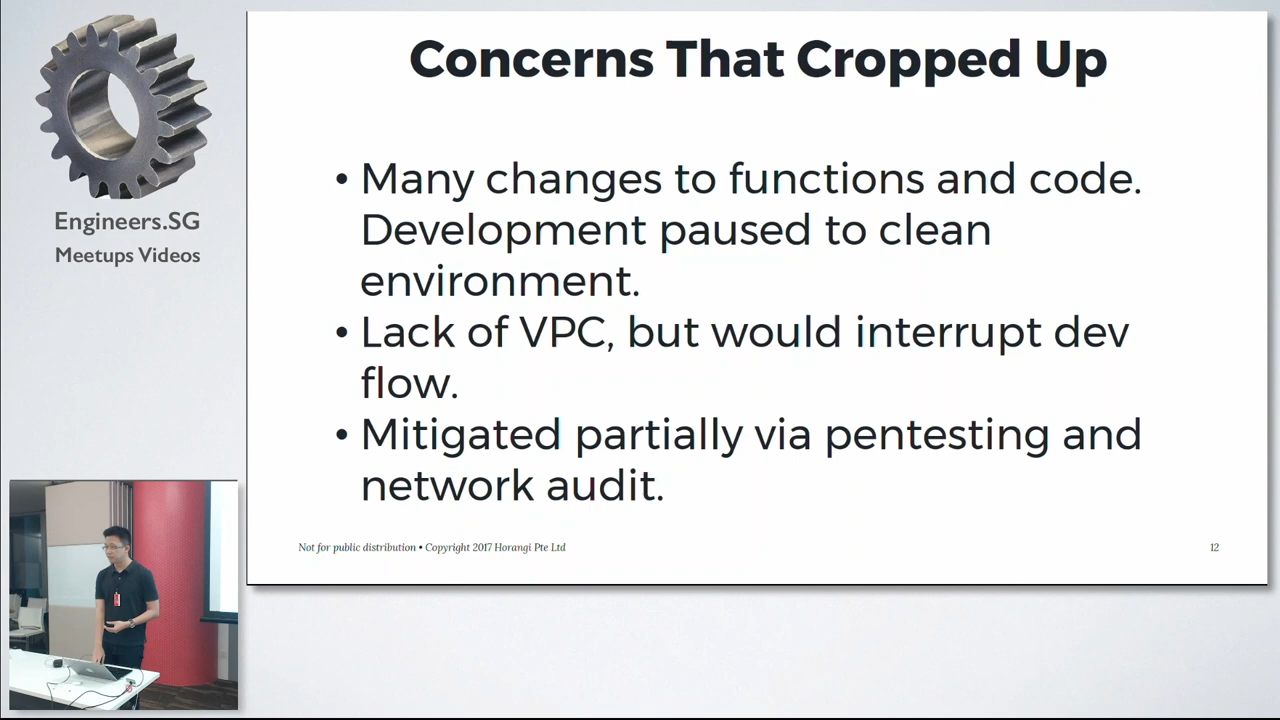 Concerns That Cropped Up
• Many changes to functions and code.
Development paused to clean
environment.
• Lack of VPC, but would interrupt dev
flow.
• Mitigated partially via pentesting and
network audit.
Not for public distribution • Copyright 2017 Horangi Pte Ltd
12
Engineers.SG
Meetups Videos